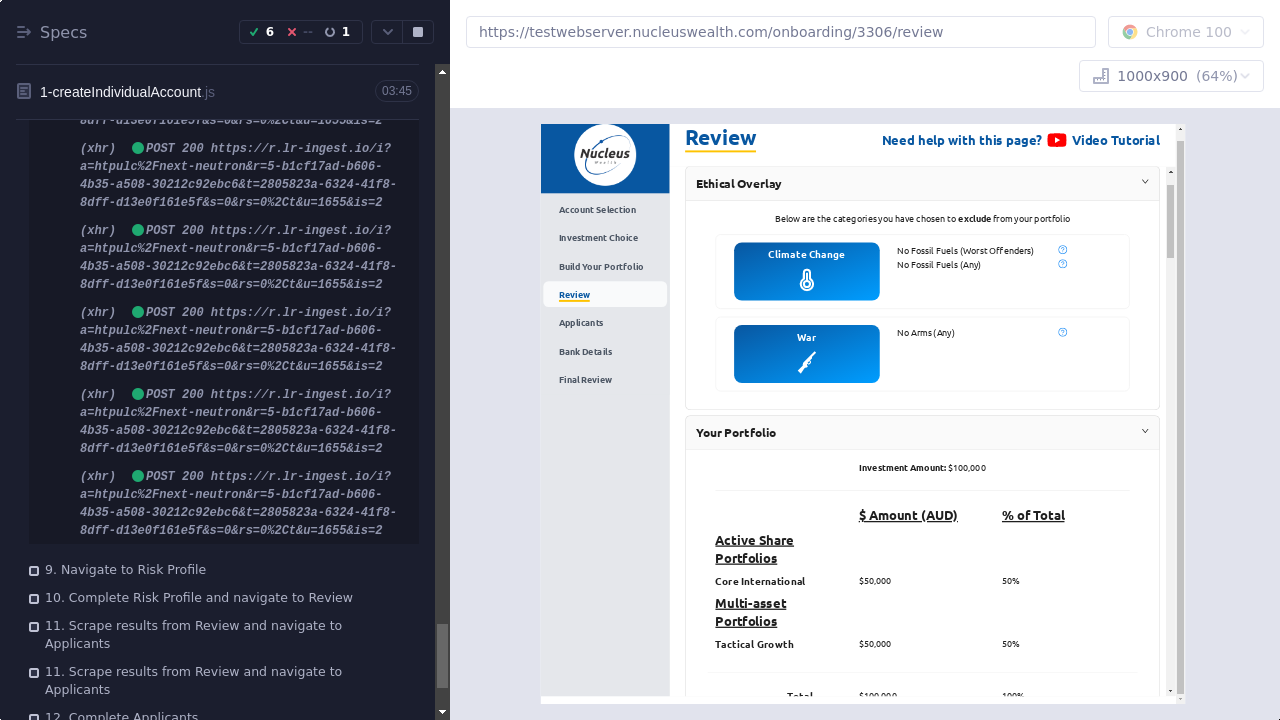 Specs
6
--
1
1-createIndividualAccount.js
03:45
8dff-d13e0f161e5f&s=0&rs=0%2Ct&u=1655&is=2
(xhr) POST 200 https://r.lr-ingest.io/i?
a=htpulc%2Fnext-neutron&r=5-b1cf17ad-b606-
4b35-a508-30212c92ebc6&t=2805823a-6324-41f8-
8dff-d13e0f161e5f&s=0&rs=0%2Ct&u=1655&is=2
(xhr) POST 200 https://r.lr-ingest.io/i?
a=htpulc%2Fnext-neutron&r=5-b1cf17ad-b606-
4b35-a508-30212c92ebc6&t=2805823a-6324-41f8-
8dff-d13e0f161e5f&s=0&rs=0%2Ct&u=1655&is=2
(xhr) POST 200 https://r.lr-ingest.io/i?
a=htpulc%2Fnext-neutron&r=5-b1cf17ad-b606-
4b35-a508-30212c92ebc6&t=2805823a-6324-41f8-
8dff-d13e0f161e5f&s=0&rs=0%2Ct&u=1655&is=2
(xhr) POST 200 https://r.lr-ingest.io/i?
a=htpulc%2Fnext-neutron&r=5-b1cf17ad-b606-
4b35-a508-30212c92ebc6&t=2805823a-6324-41f8-
8dff-d13e0f161e5f&s=0&rs=0%2Ct&u=1655&is=2
(xhr) POST 200 https://r.lr-ingest.io/i?
a=htpulc%2Fnext-neutron&r=5-b1cf17ad-b606-
4b35-a508-30212c92ebc6&t=2805823a-6324-41f8-
8dff-d13e0f161e5f&s=0&rs=0%2Ct&u=1655&is=2
9. Navigate to Risk Profile
10. Complete Risk Profile and navigate to Review
11. Scrape results from Review and navigate to
Applicants
11. Scrape results from Review and navigate to
Applicants
12. Complete Applicants
https://testwebserver.nucleuswealth.com/onboarding/3306/review
Chrome 100
1000x900 (64%)
Nucleus
Wealth
Account Selection
Investment Choice
Build Your Portfolio
Review
Applicants
Bank Details
Final Review
Review
Need help with this page? Video Tutorial
Ethical Overlay
Below are the categories you have chosen to exclude from your portfolio
Climate Change
No Fossil Fuels (Worst Offenders)
No Fossil Fuels (Any)
War
No Arms (Any)
Your Portfolio
Investment Amount: $100,000
$ Amount (AUD) % of Total
Active Share
Portfolios
Core International $50,000 50%
Multi-asset
Portfolios
Tactical Growth $50,000 50%
Total $100,000 100%